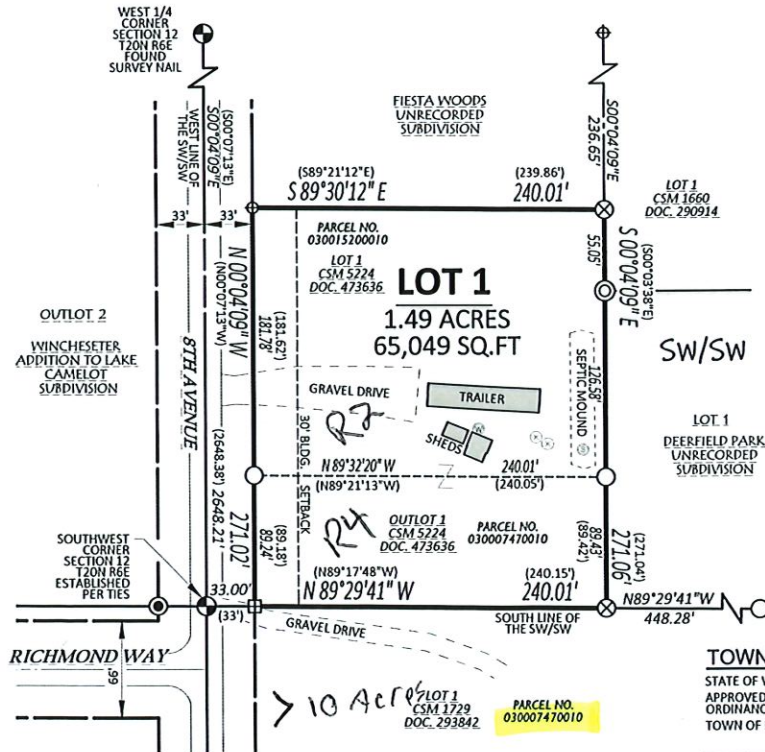 WEST 1/4
CORNER
SECTION 12
T20N R6E
FOUND
SURVEY NAIL
WEST LINE OF
THE SW/SW
(S00°07'13"E)
S00°04'09"E
FIESTA WOODS
UNRECORDED
SUBDIVISION
S00°04'09"E
236.65'
(S89°21'12"E)
(239.86')
S 89°30'12" E
240.01'
LOT 1
CSM 1660
DOC. 290914
33'
33'
PARCEL NO.
030015200010
LOT 1
CSM 5224
DOC. 473636
LOT 1
1.49 ACRES
65,049 SQ.FT
55.05'
S 00°04'09" E
(S00°03'38"E)
N 00°04'09" W
(N00°07'13"W)
(181.62')
181.78'
OUTLOT 2
WINCHESETER
ADDITION TO LAKE
CAMELOT
SUBDIVISION
8TH AVENUE
SW/SW
GRAVEL DRIVE
TRAILER
SEPTIC MOUND
126.58'
R2
SHEDS
LOT 1
DEERFIELD PARK
UNRECORDED
SUBDIVISION
30' BLDG. SETBACK
N 89°32'20" W
240.01'
(N89°21'13"W)
(240.05')
(2648.38')
2648.21'
271.02'
(89.18')
89.24'
R4
OUTLOT 1
CSM 5224
DOC. 473636
PARCEL NO.
030007470010
89.43'
(89.42')
(271.04')
271.06'
SOUTHWEST
CORNER
SECTION 12
T20N R6E
ESTABLISHED
PER TIES
33.00'
(33')
(N89°17'48"W)
(240.15')
N 89°29'41" W
240.01'
N89°29'41"W
448.28'
SOUTH LINE OF
THE SW/SW
GRAVEL DRIVE
RICHMOND WAY
66'
> 10 Acres
LOT 1
CSM 1729
DOC. 293842
PARCEL NO.
030007470010
TOWN
STATE OF
APPROVED
ORDINANC
TOWN OF